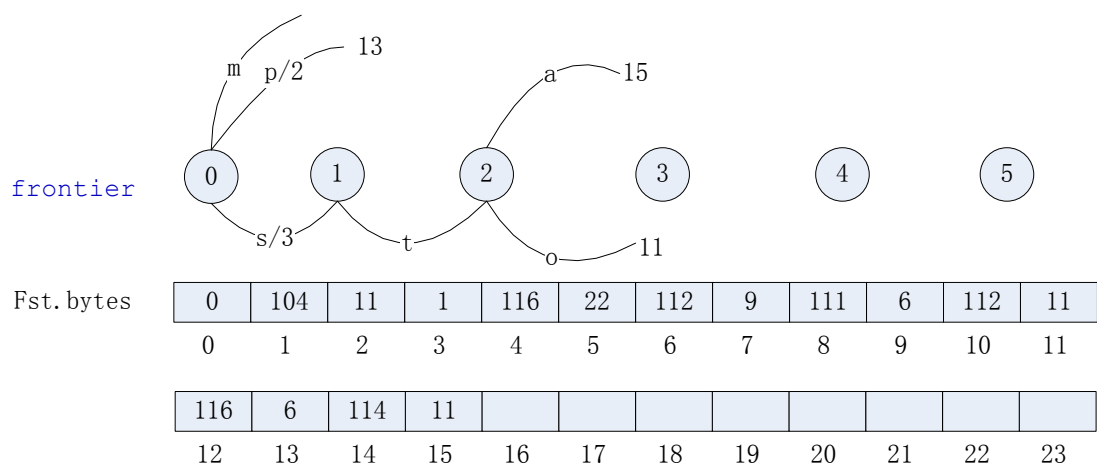 m p/2 13
a 15
frontier 0 1 2 3 4 5
s/3 t o 11
Fst.bytes 0 104 11 1 116 22 112 9 111 6 112 11
0 1 2 3 4 5 6 7 8 9 10 11
116 6 114 11
12 13 14 15 16 17 18 19 20 21 22 23